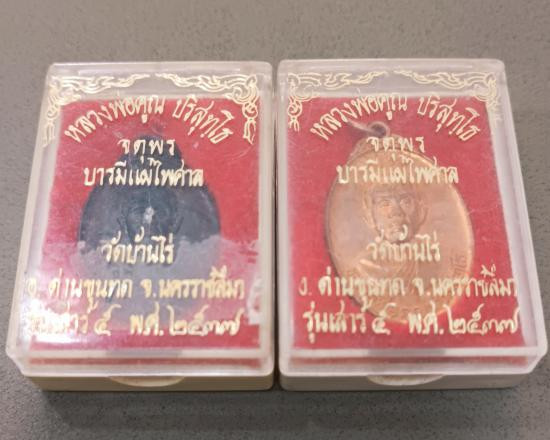 หลวงพ่อคูณ ปริสุทโธ
จตุพร
บารมีแผ่ไพศาล
วัดบ้านไร่
อ. ด่านขุนทด จ.นครราชสีมา
รุ่นเสาร์ ๕ พ.ศ.๒๕๓๗
หลวงพ่อคูณ ปริสุทโธ
จตุพร
บารมีแผ่ไพศาล
วัดบ้านไร่
ง. ด่านขุนทด จ.นครราชสีมา
รุ่นเสาร์ ๕ พ.ศ.๒๕๓๗